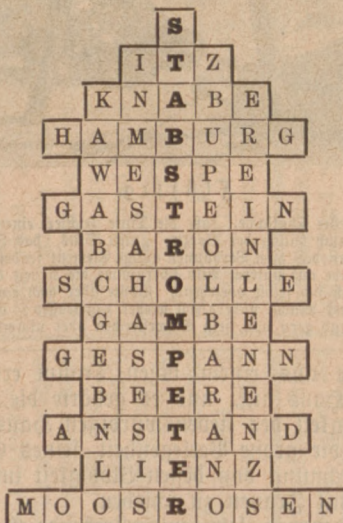 S
ITZ
KNABE
HAMBURG
WESPE
GASTEIN
BARON
SCHOLLE
GAMBE
GESPANN
BEERE
ANSTAND
LIENZ
MOOSROSEN